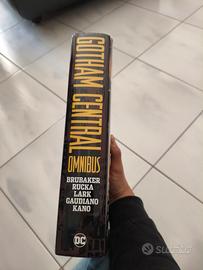 GOTHAM CENTRAL
OMNIBUS
BRUBAKER
RUCKA
LARK
GAUDIANO
KANO
DC
subito